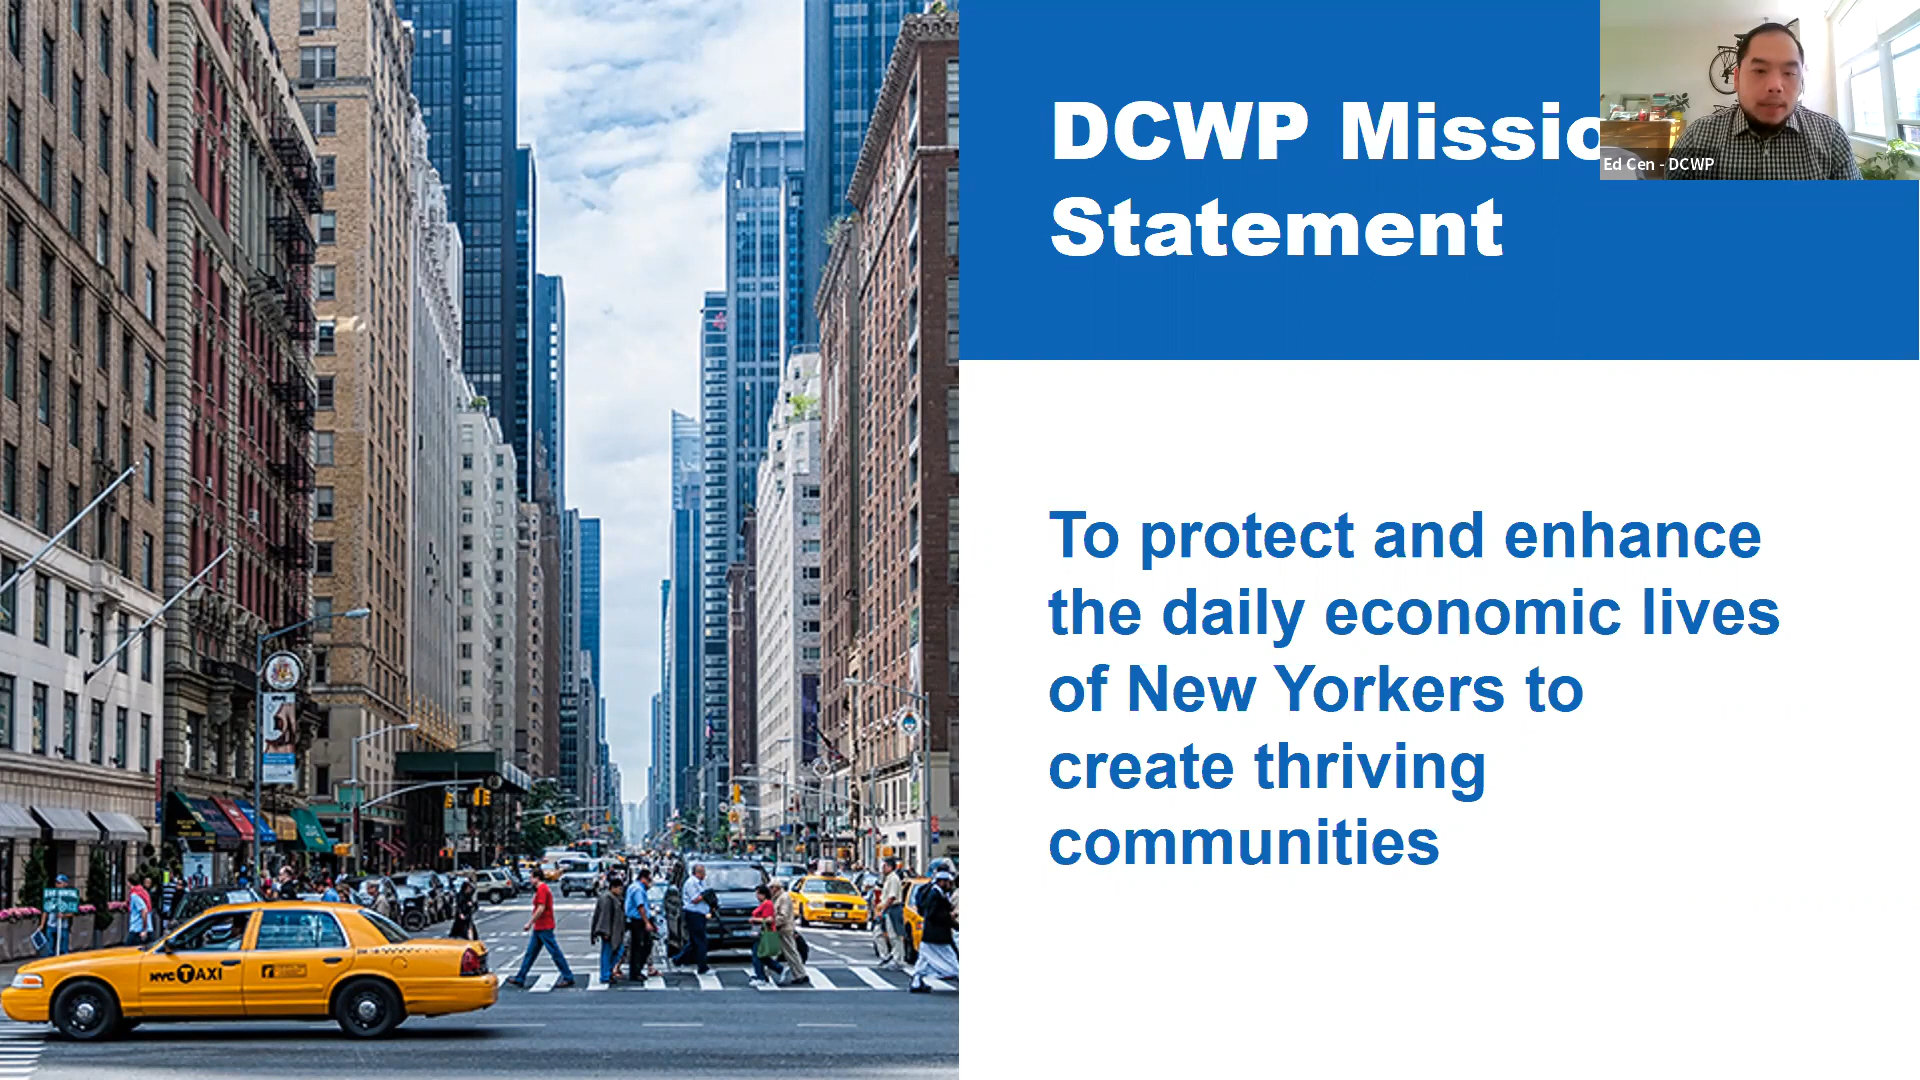 DCWP Missio
Statement
Ed Cen - DCWP
To protect and enhance
the daily economic lives
of New Yorkers to
create thriving
communities
NYC TAXI